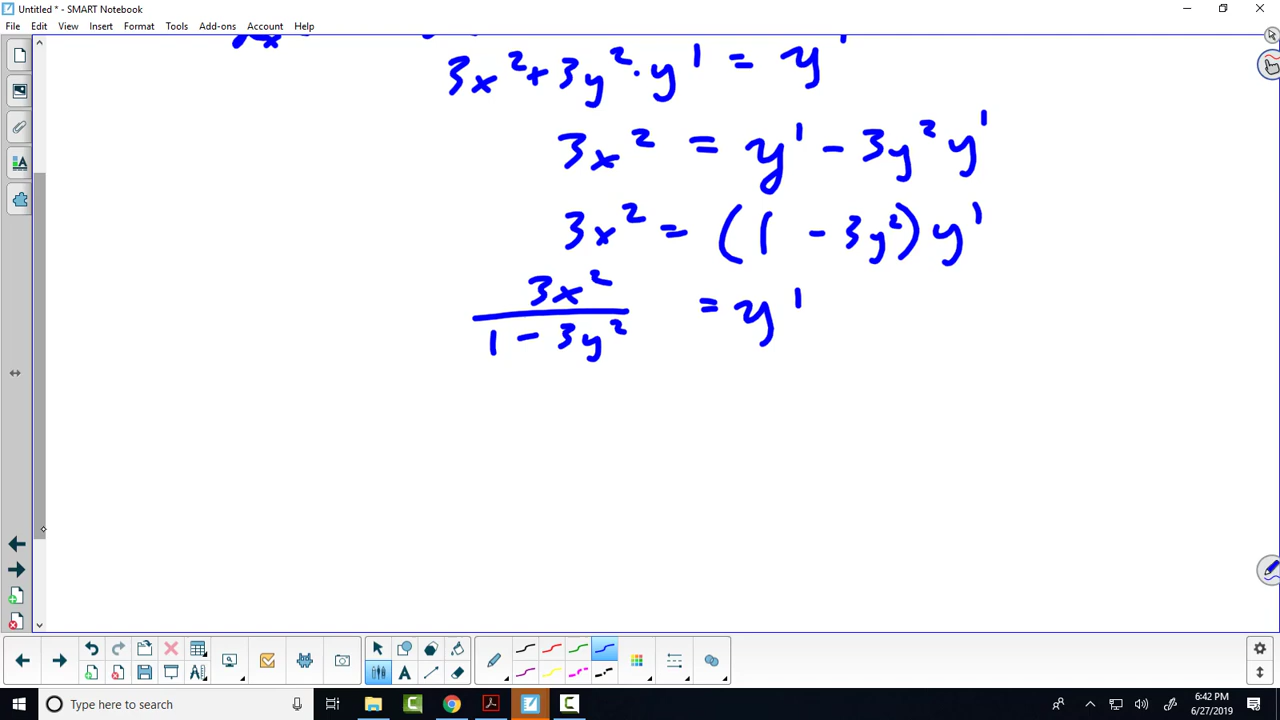 Untitled * - SMART Notebook
File Edit View Insert Format Tools Add-ons Account Help
3x² + 3y² · y' = y'
3x² = y' - 3y² y'
3x² = (1 - 3y²) y'
3x² / (1 - 3y²) = y'
Type here to search
6:42 PM
6/27/2019